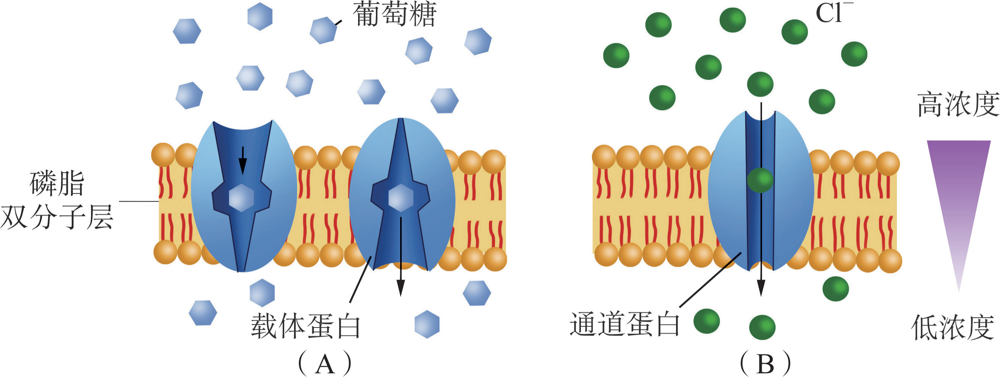 葡萄糖
Cl⁻
高浓度
磷脂
双分子层
载体蛋白
通道蛋白
低浓度
（A）
（B）